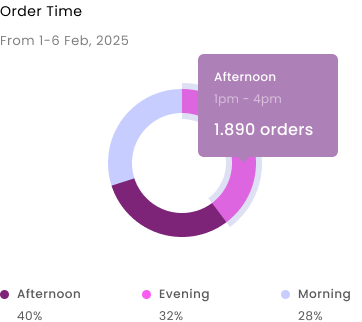 Order Time
From 1-6 Feb, 2025
Afternoon
1pm - 4pm
1.890 orders
Afternoon
Evening
Morning
40%
32%
28%